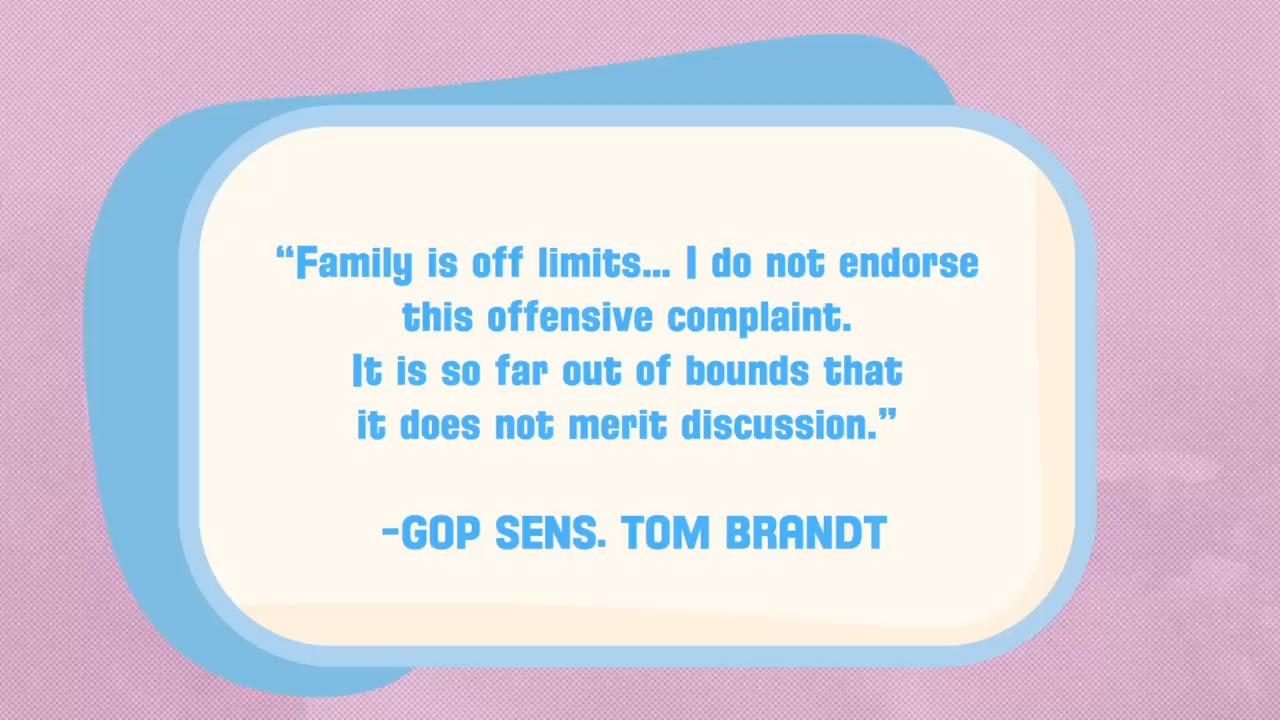 “Family is off limits... I do not endorse
this offensive complaint.
It is so far out of bounds that
it does not merit discussion.”
-GOP SENS. TOM BRANDT